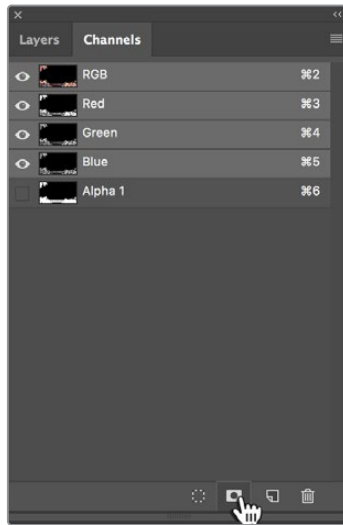 Layers Channels
RGB ⌘2
Red ⌘3
Green ⌘4
Blue ⌘5
Alpha 1 ⌘6